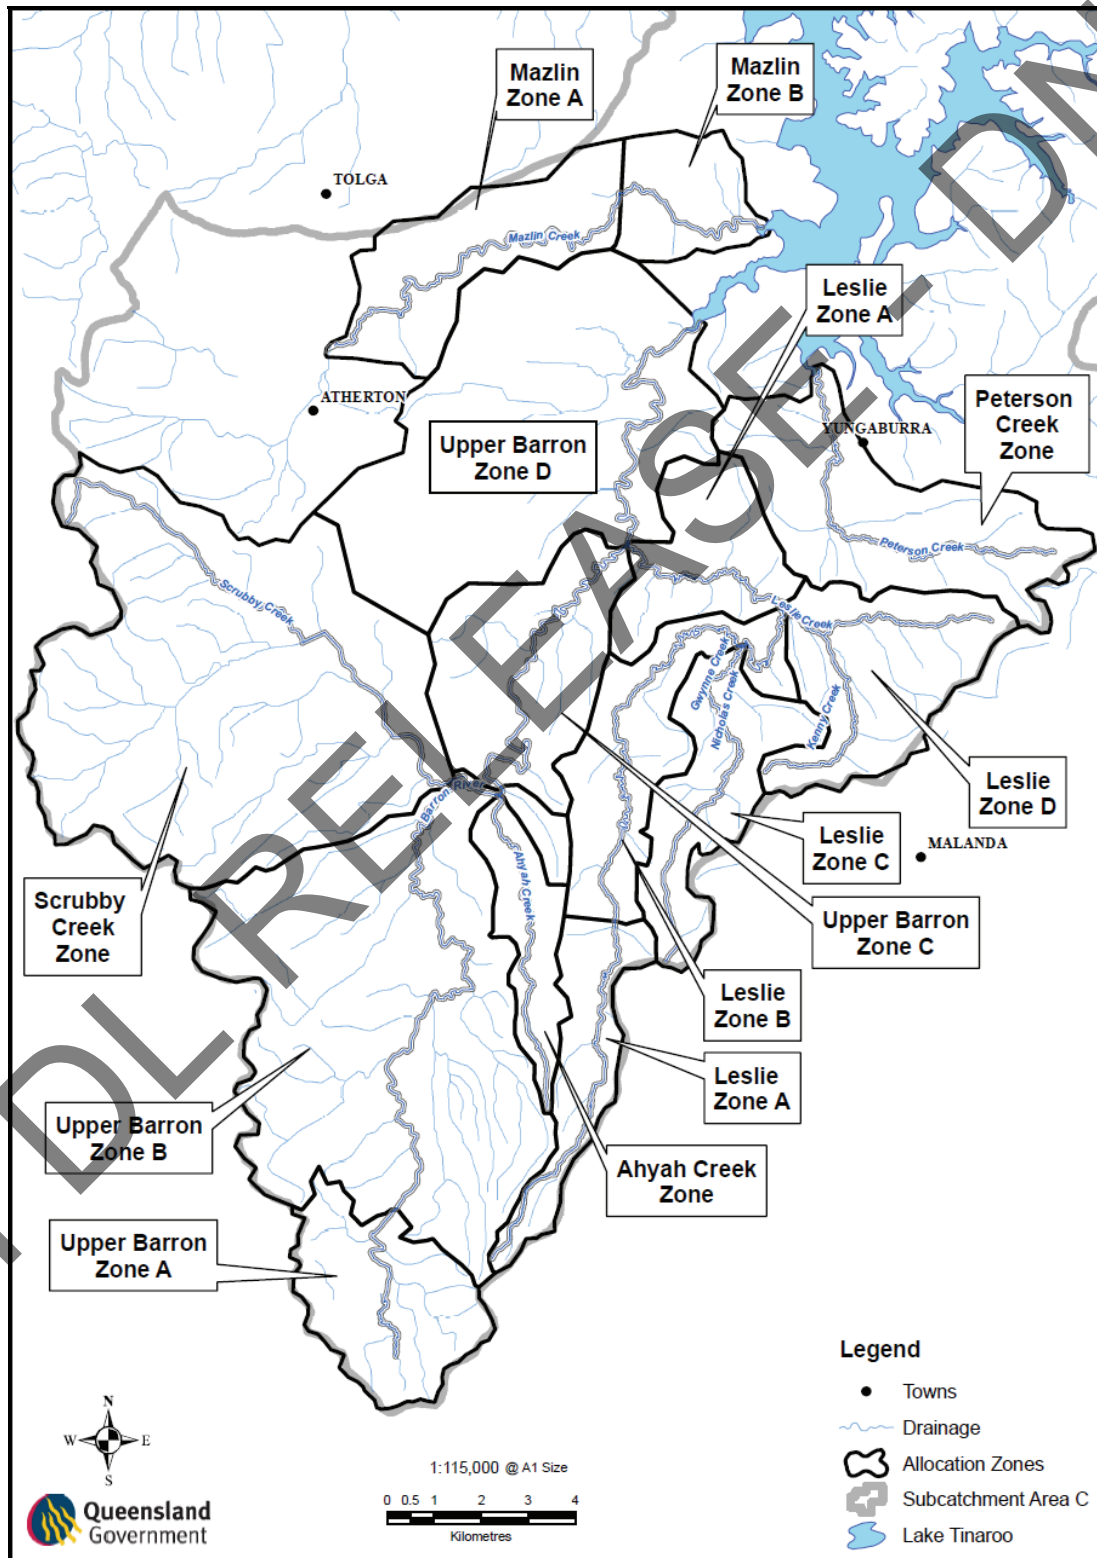 Mazlin
Zone A
Mazlin
Zone B
TOLGA
Mazlin Creek
Leslie
Zone A
ATHERTON
Peterson
Creek
Zone
YUNGABURRA
Upper Barron
Zone D
Peterson Creek
Scrubby Creek
Leslie Creek
Gwynne Creek
Nicholas Creek
Kenny Creek
Leslie
Zone D
Barron River
Leslie
Zone C
MALANDA
Ahyah Creek
Scrubby
Creek
Zone
Upper Barron
Zone C
Leslie
Zone B
Leslie
Zone A
Upper Barron
Zone B
Ahyah Creek
Zone
Upper Barron
Zone A
Legend
Towns
Drainage
Allocation Zones
Subcatchment Area C
Lake Tinaroo
N
W E
S
1:115,000 @ A1 Size
0 0.5 1 2 3 4
Kilometres
Queensland
Government
RTI DL RELEASE - DN